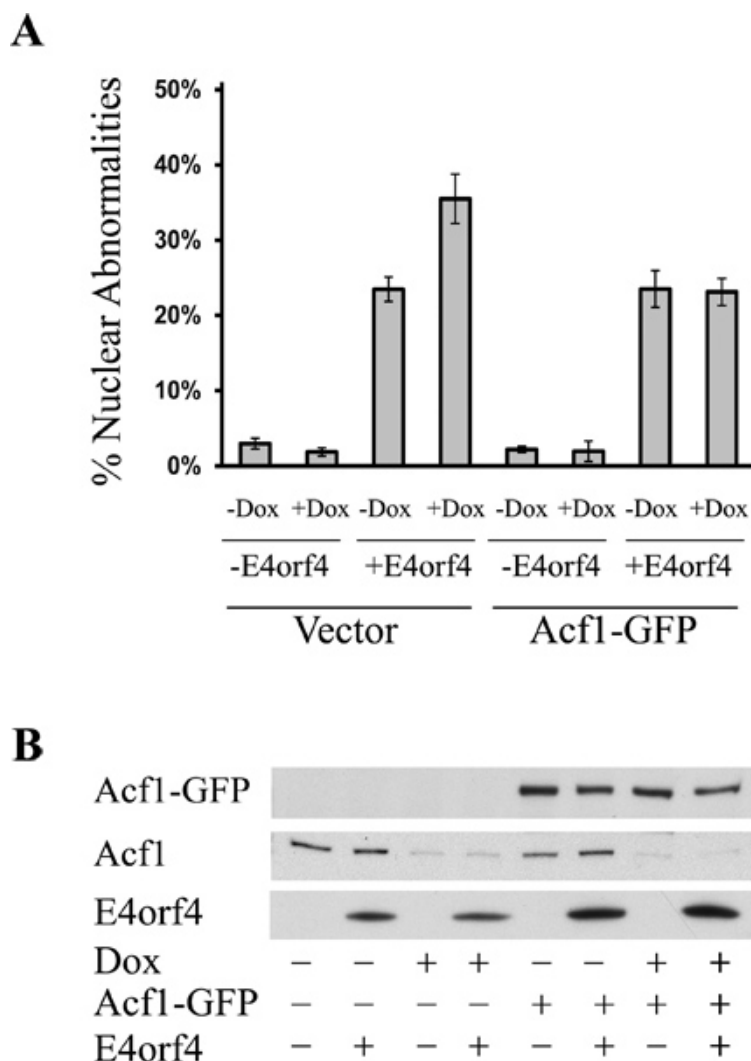 A
% Nuclear Abnormalities
50%
40%
30%
20%
10%
0%
-Dox +Dox -Dox +Dox -Dox +Dox -Dox +Dox
-E4orf4 +E4orf4 -E4orf4 +E4orf4
Vector Acf1-GFP
B
Acf1-GFP
Acf1
E4orf4
Dox − − + + − − + +
Acf1-GFP − − − − + + + +
E4orf4 − + − + − + − +